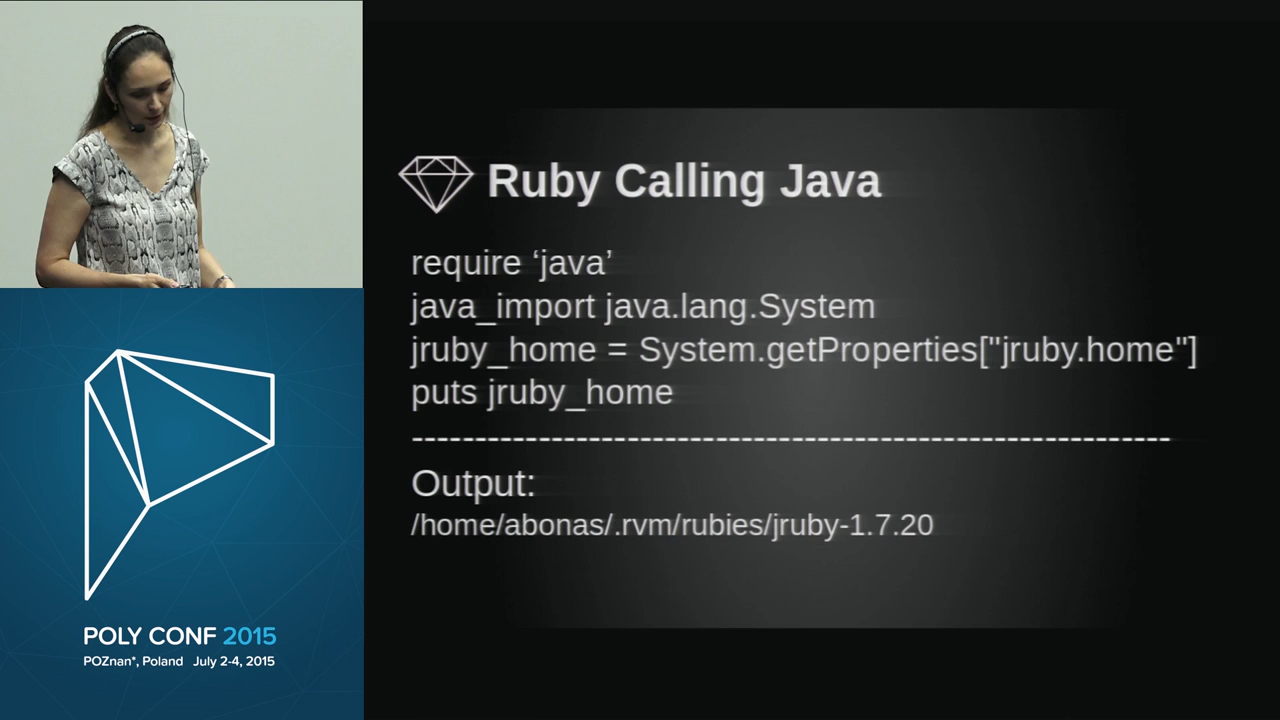 Ruby Calling Java
require ‘java’
java_import java.lang.System
jruby_home = System.getProperties["jruby.home"]
puts jruby_home
------------------------------------------------------------
Output:
/home/abonas/.rvm/rubies/jruby-1.7.20
POLY CONF 2015
POZnan*, Poland July 2-4, 2015